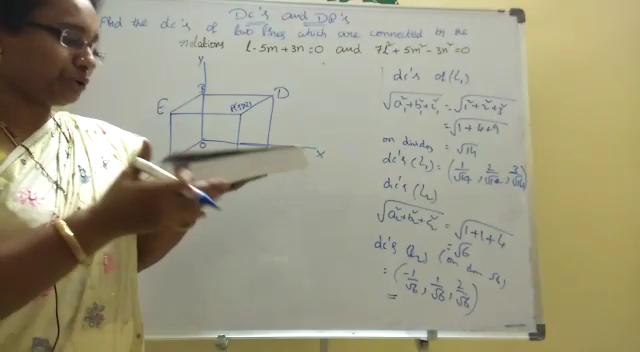 Dc's and DR's
Find the dc's of two lines which are connected by the
relations l - 5m + 3n = 0 and 7l² + 5m² - 3n² = 0
Y
B
D
E
O
X
dc's of (L₁)
√a₁² + b₁² + c₁² = √1² + 2² + 3²
= √1 + 4 + 9
= √14
on dividing
dc's (L₁) = (1/√14, 2/√14, 3/√14)
dc's (L₂)
√a₂² + b₂² + c₂² = √1 + 1 + 4
= √6
dc's (L₂) (on √6)
= (-1/√6, 1/√6, 2/√6)
=